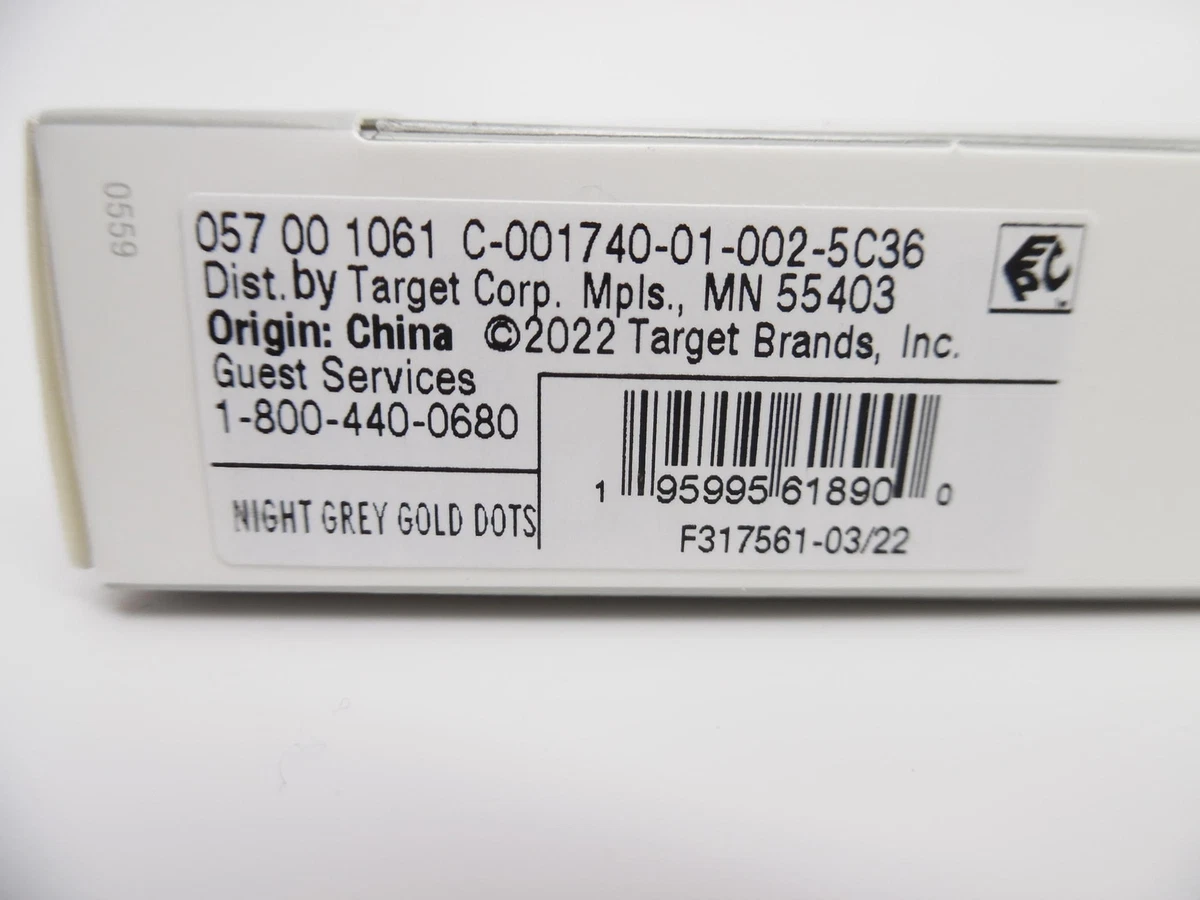 0559
057 00 1061 C-001740-01-002-5C36
Dist. by Target Corp. Mpls., MN 55403
Origin: China ©2022 Target Brands, Inc.
Guest Services
1-800-440-0680
NIGHT GREY GOLD DOTS
1 95995 61890 0
F317561-03/22
EPC